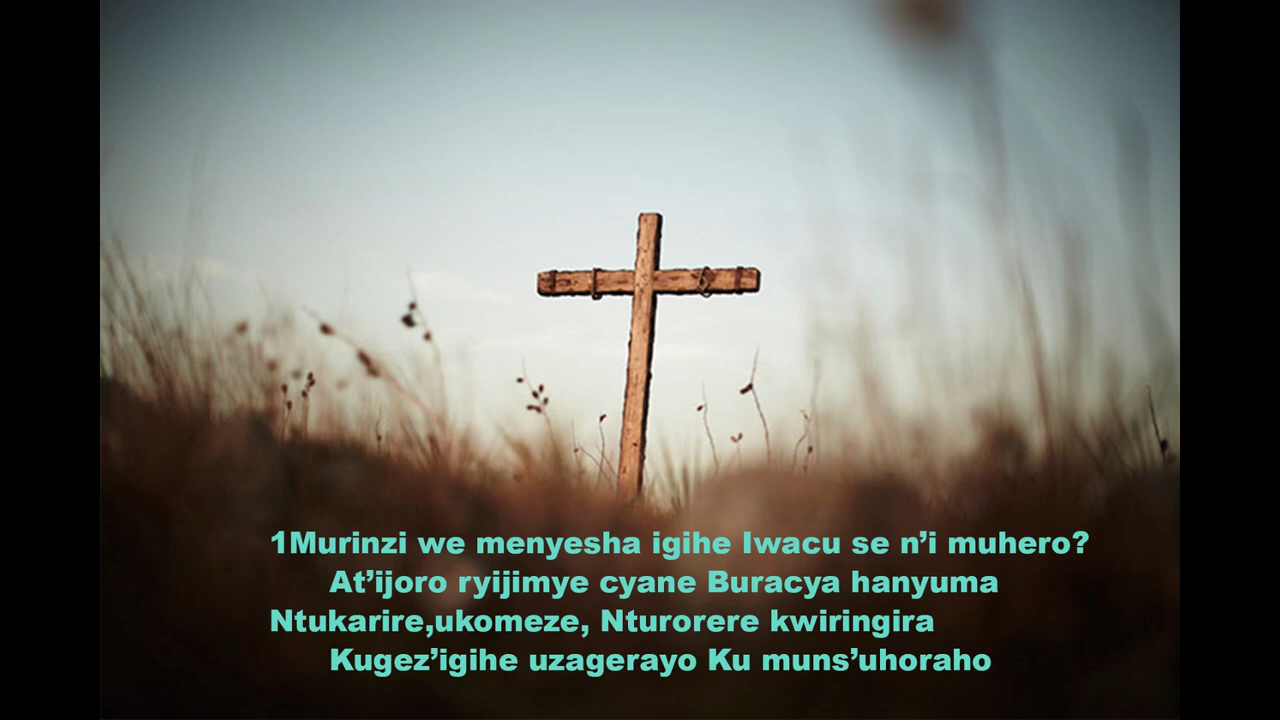 1Murinzi we menyesha igihe Iwacu se n’i muhero?
At’ijoro ryijimye cyane Buracya hanyuma
Ntukarire,ukomeze, Nturorere kwiringira
Kugez’igihe uzagerayo Ku muns’uhoraho